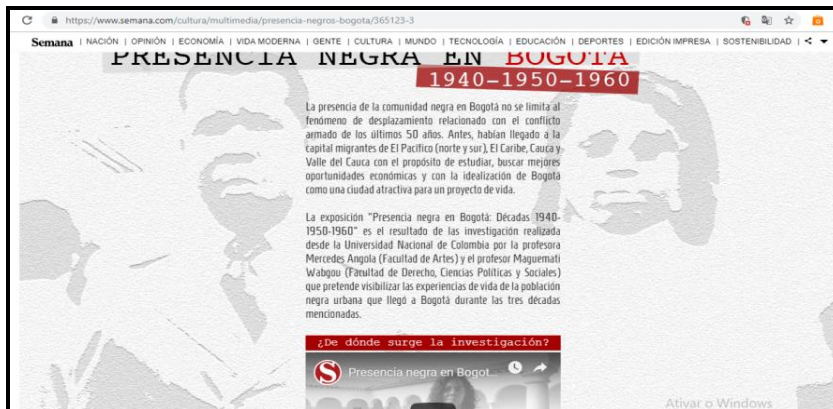 https://www.semana.com/cultura/multimedia/presencia-negros-bogota/365123-3
Semana | NACIÓN | OPINIÓN | ECONOMÍA | VIDA MODERNA | GENTE | CULTURA | MUNDO | TECNOLOGÍA | EDUCACIÓN | DEPORTES | EDICIÓN IMPRESA | SOSTENIBILIDAD |
PRESENCIA NEGRA EN BOGOTÁ
1940-1950-1960
La presencia de la comunidad negra en Bogotá no se limita al
fenómeno de desplazamiento relacionado con el conflicto
armado de los últimos 50 años. Antes, habían llegado a la
capital migrantes de El Pacífico (norte y sur), El Caribe, Cauca y
Valle del Cauca con el propósito de estudiar, buscar mejores
oportunidades económicas y con la idealización de Bogotá
como una ciudad atractiva para un proyecto de vida.
La exposición "Presencia negra en Bogotá: Décadas 1940-
1950-1960" es el resultado de las investigación realizada
desde la Universidad Nacional de Colombia por la profesora
Mercedes Angola (Facultad de Artes) y el profesor Maguemati
Wabgou (Facultad de Derecho, Ciencias Políticas y Sociales)
que pretende visibilizar las experiencias de vida de la población
negra urbana que llegó a Bogotá durante las tres décadas
mencionadas.
¿De dónde surge la investigación?
S Presencia negra en Bogot...
Ativar o Windows